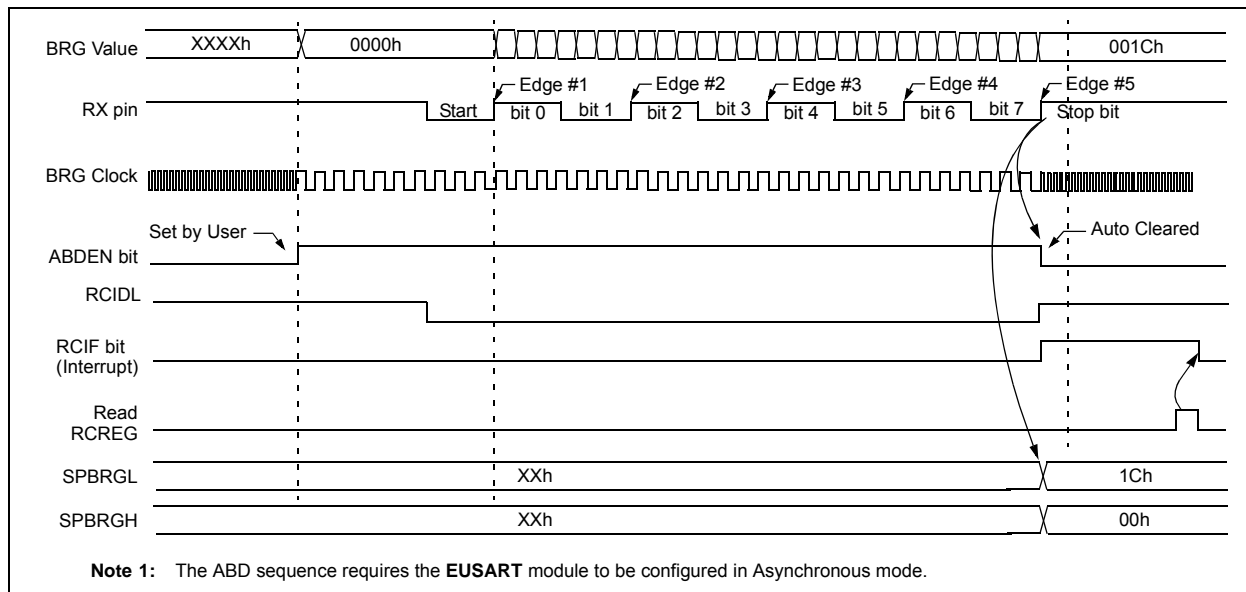 BRG Value XXXXh 0000h 001Ch
Edge #1 Edge #2 Edge #3 Edge #4 Edge #5
RX pin Start bit 0 bit 1 bit 2 bit 3 bit 4 bit 5 bit 6 bit 7 Stop bit
BRG Clock
Set by User Auto Cleared
ABDEN bit
RCIDL
RCIF bit
(Interrupt)
Read
RCREG
SPBRGL XXh 1Ch
SPBRGH XXh 00h
Note 1: The ABD sequence requires the EUSART module to be configured in Asynchronous mode.